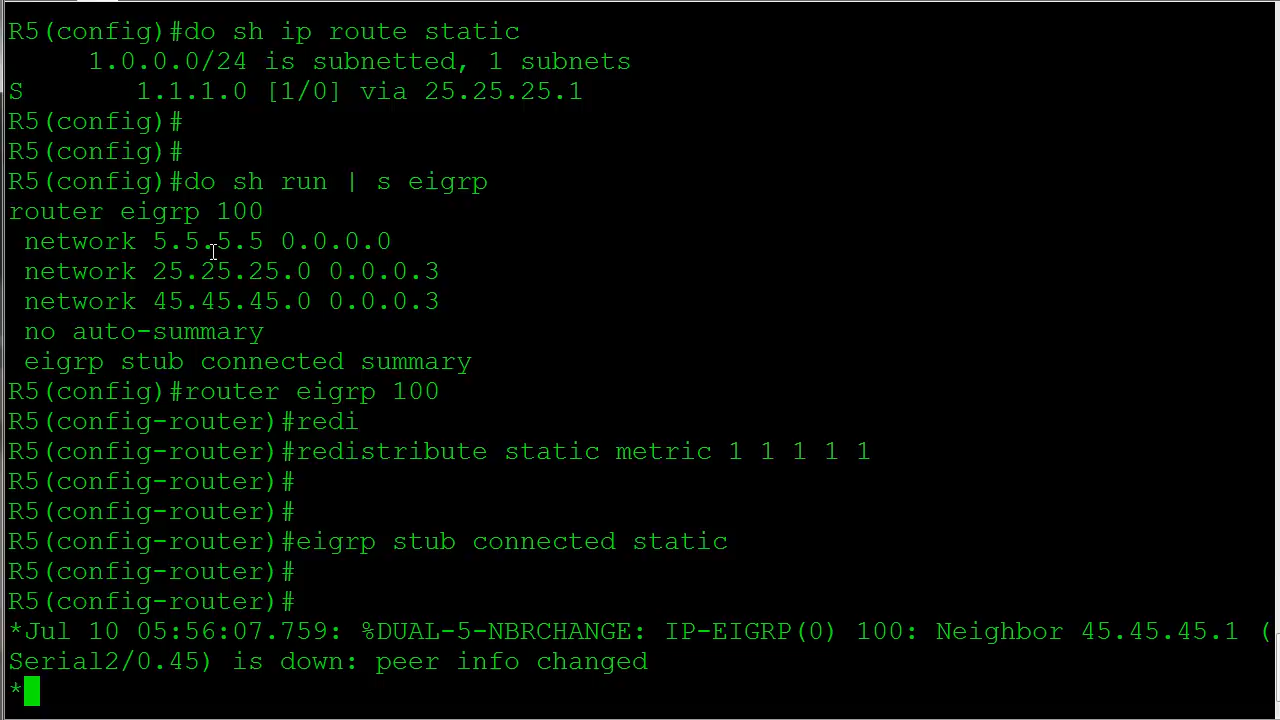 R5(config)#do sh ip route static
1.0.0.0/24 is subnetted, 1 subnets
S 1.1.1.0 [1/0] via 25.25.25.1
R5(config)#
R5(config)#
R5(config)#do sh run | s eigrp
router eigrp 100
network 5.5.5.5 0.0.0.0
network 25.25.25.0 0.0.0.3
network 45.45.45.0 0.0.0.3
no auto-summary
eigrp stub connected summary
R5(config)#router eigrp 100
R5(config-router)#redi
R5(config-router)#redistribute static metric 1 1 1 1 1
R5(config-router)#
R5(config-router)#
R5(config-router)#eigrp stub connected static
R5(config-router)#
R5(config-router)#
*Jul 10 05:56:07.759: %DUAL-5-NBRCHANGE: IP-EIGRP(0) 100: Neighbor 45.45.45.1 (
Serial2/0.45) is down: peer info changed
*